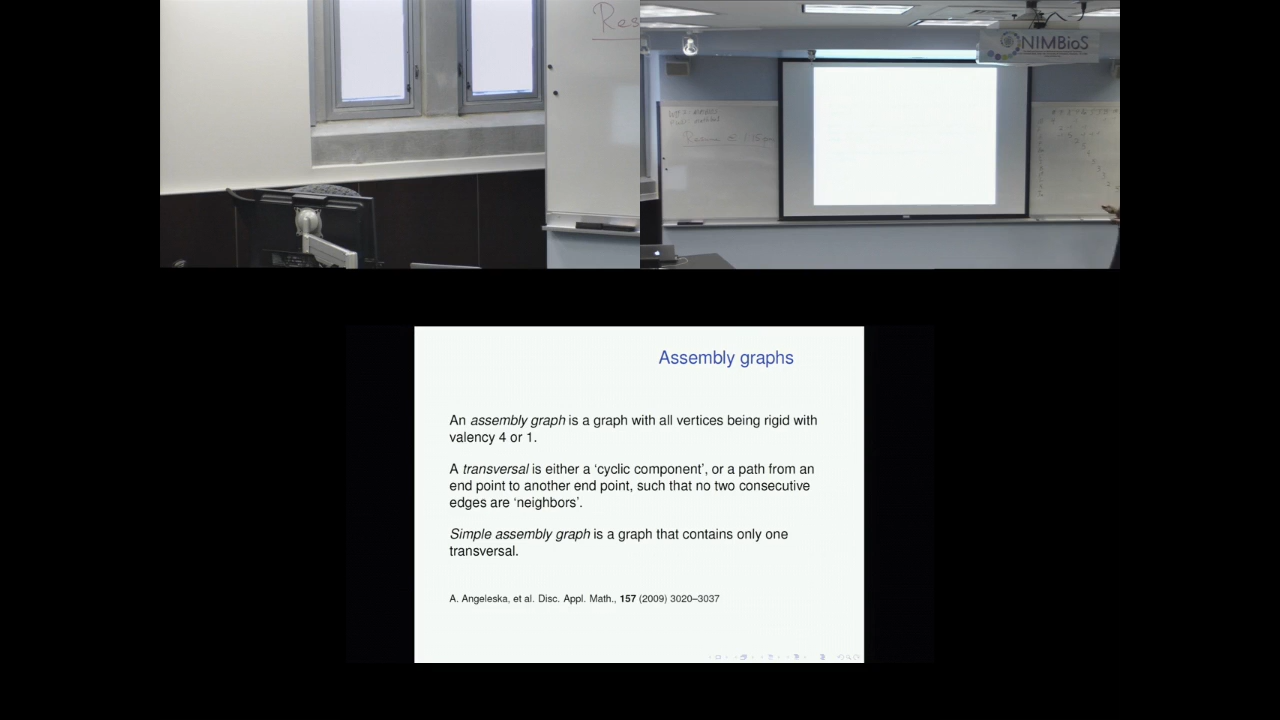 Res
NIMBioS
Assembly graphs
An assembly graph is a graph with all vertices being rigid with
valency 4 or 1.
A transversal is either a ‘cyclic component’, or a path from an
end point to another end point, such that no two consecutive
edges are ‘neighbors’.
Simple assembly graph is a graph that contains only one
transversal.
A. Angeleska, et al. Disc. Appl. Math., 157 (2009) 3020–3037